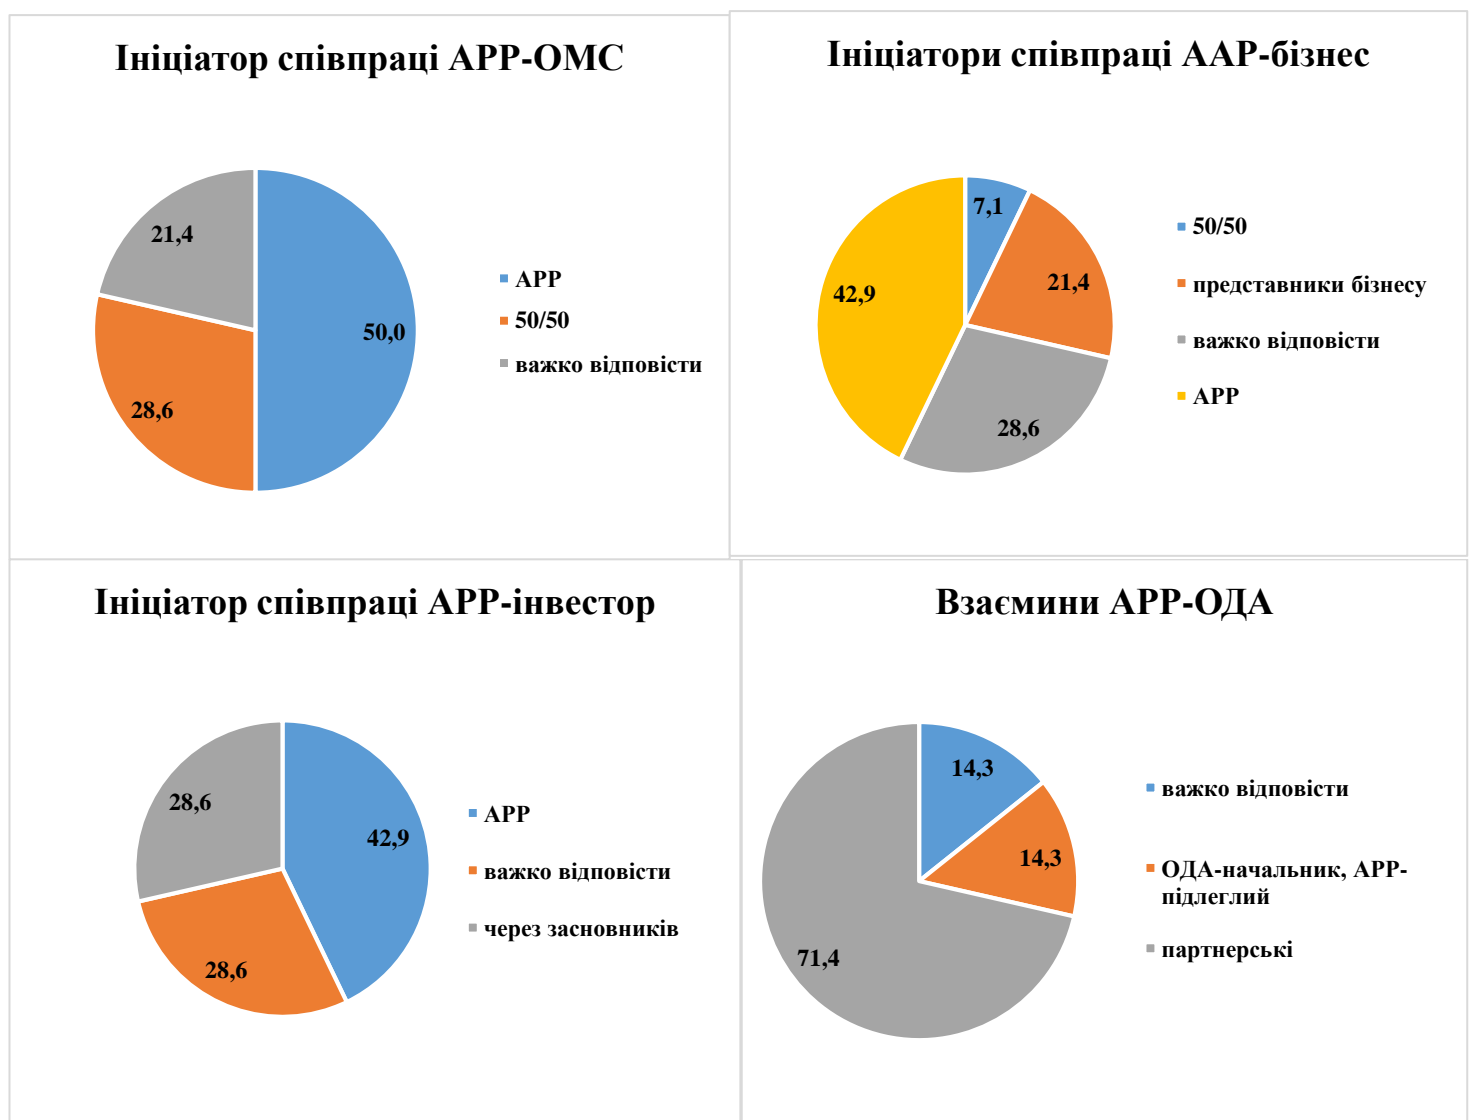 Ініціатор співпраці АРР-ОМС
50,0
28,6
21,4
АРР
50/50
важко відповісти
Ініціатори співпраці ААР-бізнес
7,1
21,4
28,6
42,9
50/50
представники бізнесу
важко відповісти
АРР
Ініціатор співпраці АРР-інвестор
42,9
28,6
28,6
АРР
важко відповісти
через засновників
Взаємини АРР-ОДА
14,3
14,3
71,4
важко відповісти
ОДА-начальник, АРР-
підлеглий
партнерські